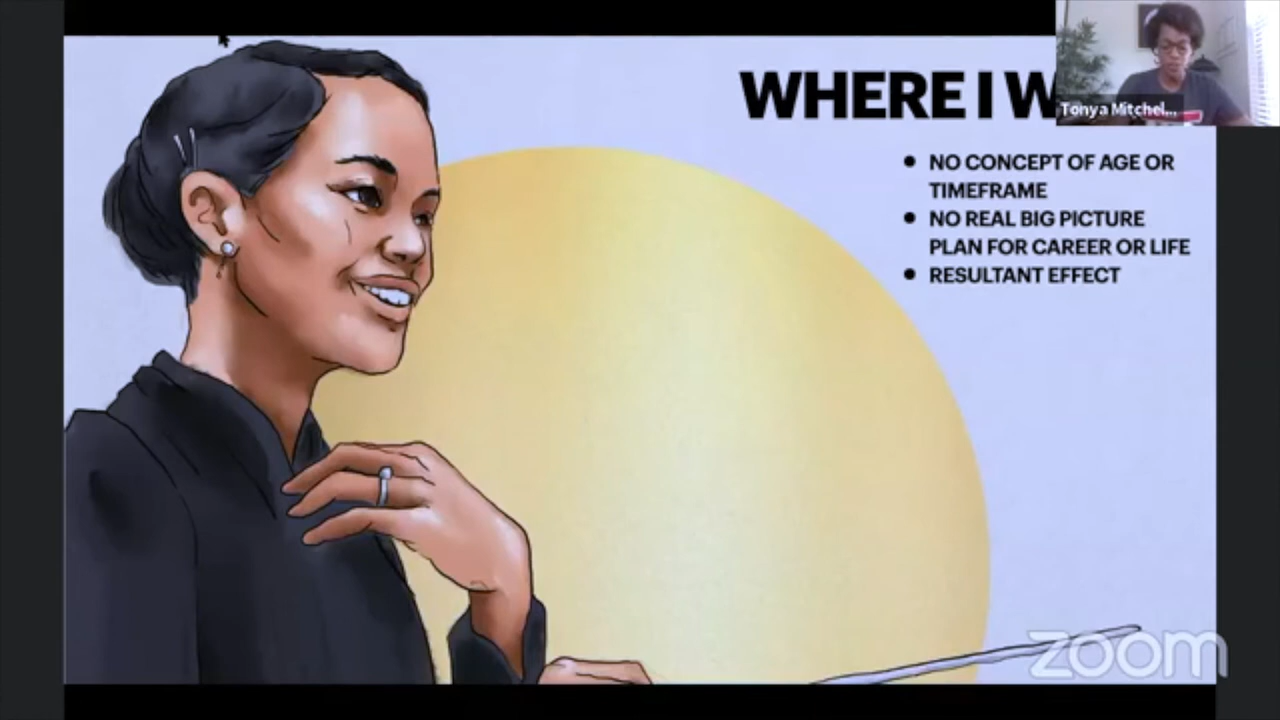 WHERE I W
Tonya Mitchel...
• NO CONCEPT OF AGE OR
TIMEFRAME
• NO REAL BIG PICTURE
PLAN FOR CAREER OR LIFE
• RESULTANT EFFECT
zoom